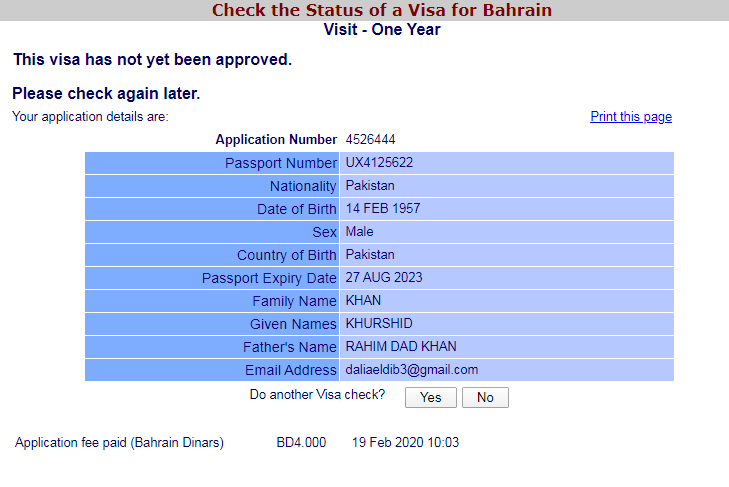 Check the Status of a Visa for Bahrain
Visit - One Year
This visa has not yet been approved.
Please check again later.
Your application details are: Print this page
Application Number 4526444
Passport Number UX4125622
Nationality Pakistan
Date of Birth 14 FEB 1957
Sex Male
Country of Birth Pakistan
Passport Expiry Date 27 AUG 2023
Family Name KHAN
Given Names KHURSHID
Father's Name RAHIM DAD KHAN
Email Address daliaeldib3@gmail.com
Do another Visa check? Yes No
Application fee paid (Bahrain Dinars) BD4.000 19 Feb 2020 10:03